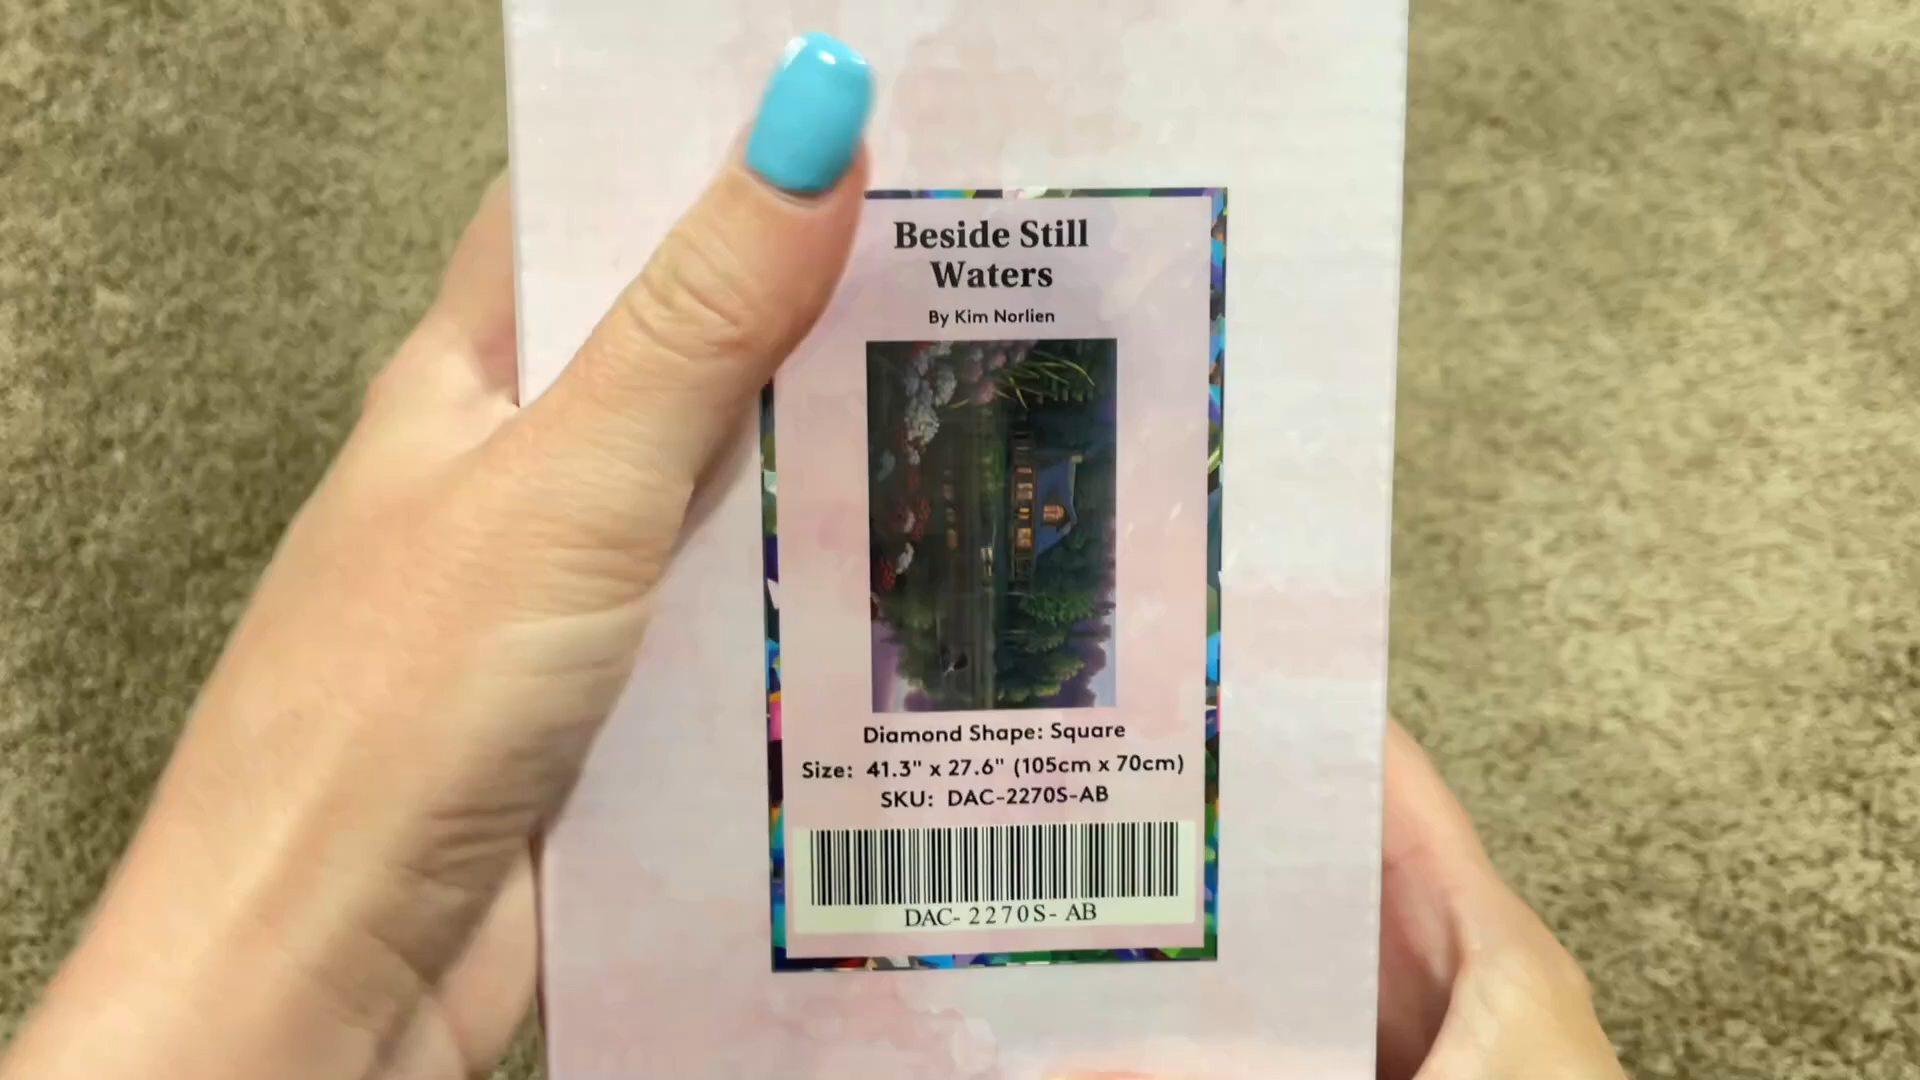 Beside Still
Waters
By Kim Norlien
Diamond Shape: Square
Size: 41.3" x 27.6" (105cm x 70cm)
SKU: DAC-2270S-AB
DAC- 2270S- AB